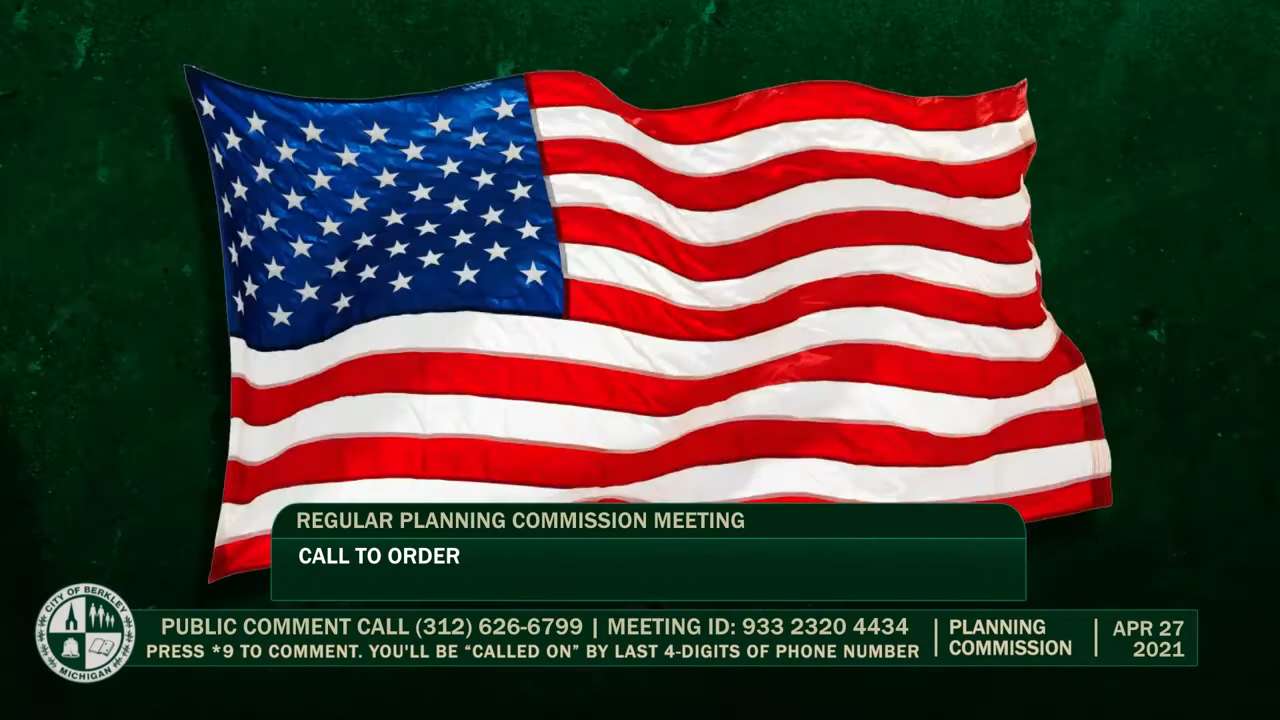 REGULAR PLANNING COMMISSION MEETING
CALL TO ORDER
CITY OF BERKLEY
MICHIGAN
PUBLIC COMMENT CALL (312) 626-6799 | MEETING ID: 933 2320 4434
PRESS *9 TO COMMENT. YOU'LL BE “CALLED ON” BY LAST 4-DIGITS OF PHONE NUMBER
PLANNING
COMMISSION
APR 27
2021